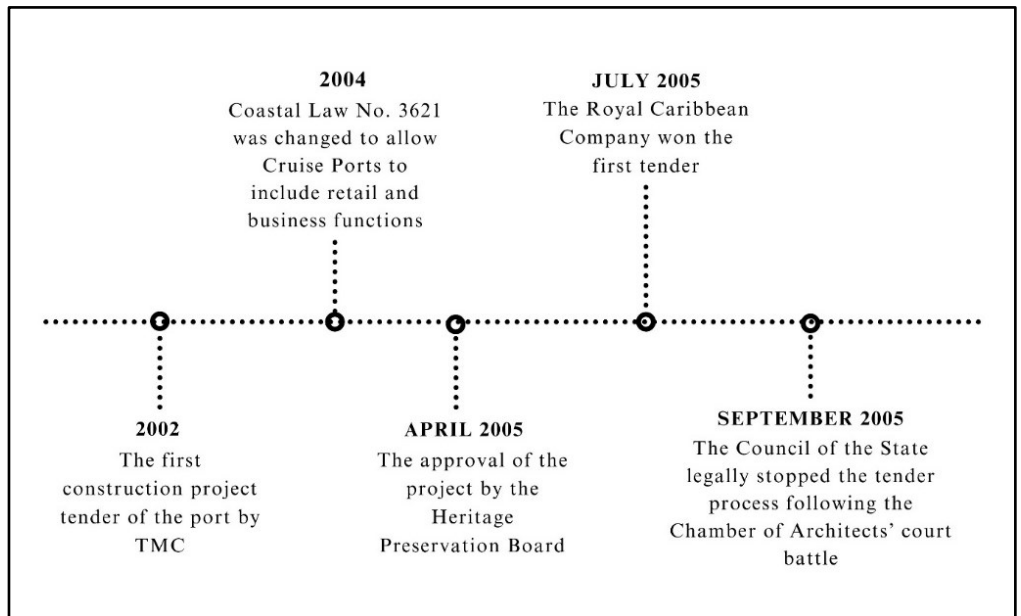 2004
Coastal Law No. 3621
was changed to allow
Cruise Ports to
include retail and
business functions
JULY 2005
The Royal Caribbean
Company won the
first tender
2002
The first
construction project
tender of the port by
TMC
APRIL 2005
The approval of the
project by the
Heritage
Preservation Board
SEPTEMBER 2005
The Council of the State
legally stopped the tender
process following the
Chamber of Architects' court
battle